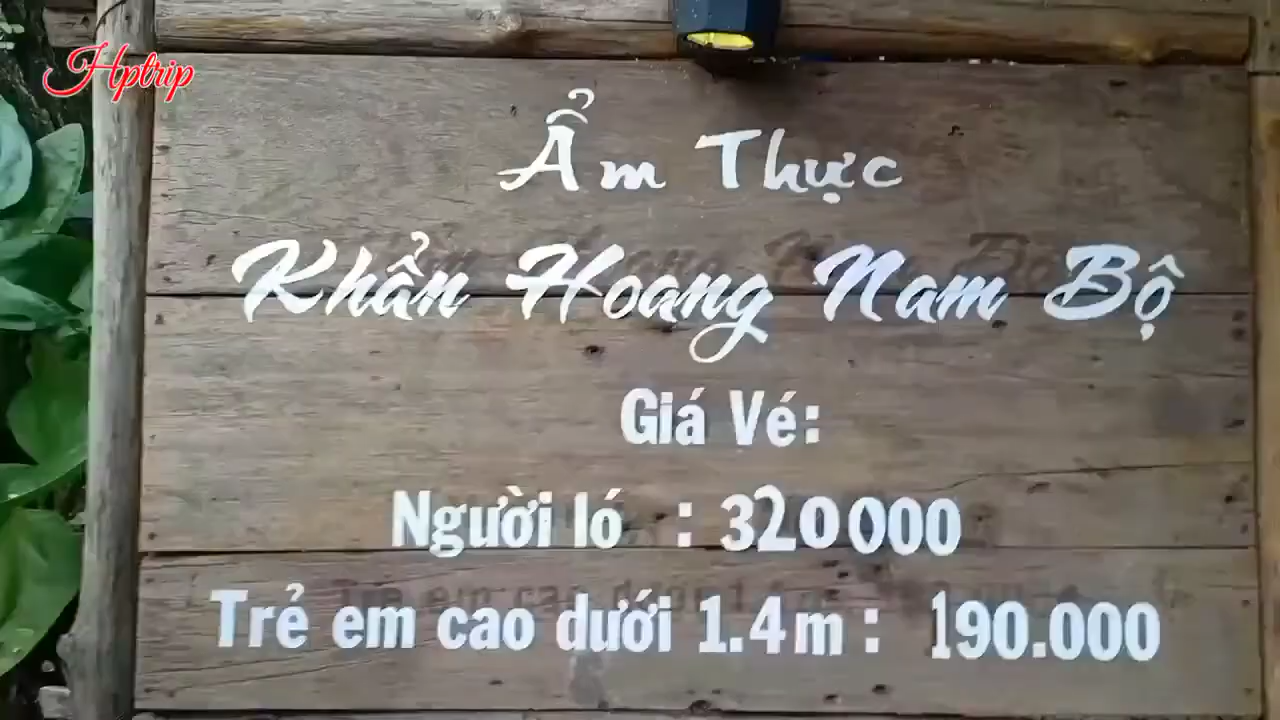 Hptrip
Ẩm Thực
Khẩn Hoang Nam Bộ
Giá Vé:
Người ló : 320000
Trẻ em cao dưới 1.4m : 190.000